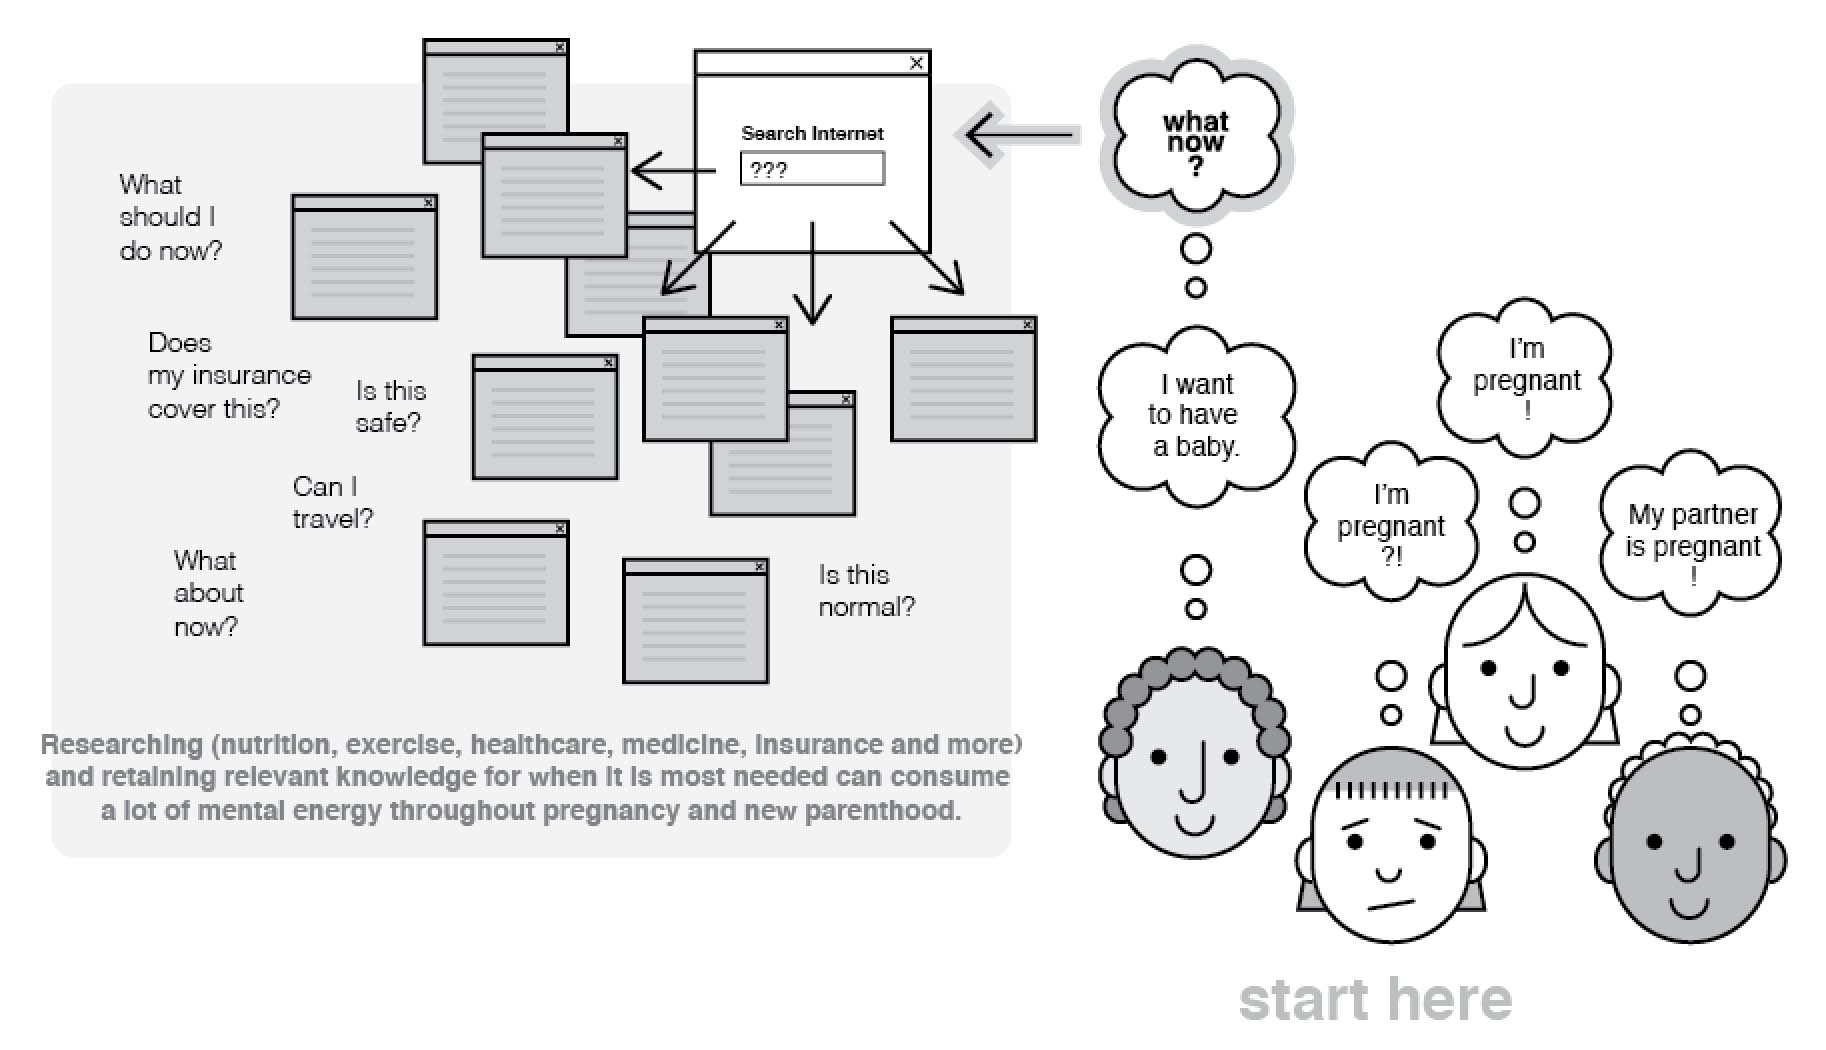 Search Internet
???
what
now
?
What
should I
do now?
Does
my insurance
cover this?
Is this
safe?
Can I
travel?
What
about
now?
Is this
normal?
I want
to have
a baby.
I'm
pregnant
!
I'm
pregnant
?!
My partner
is pregnant
!
Researching (nutrition, exercise, healthcare, medicine, insurance and more)
and retaining relevant knowledge for when it is most needed can consume
a lot of mental energy throughout pregnancy and new parenthood.
start here